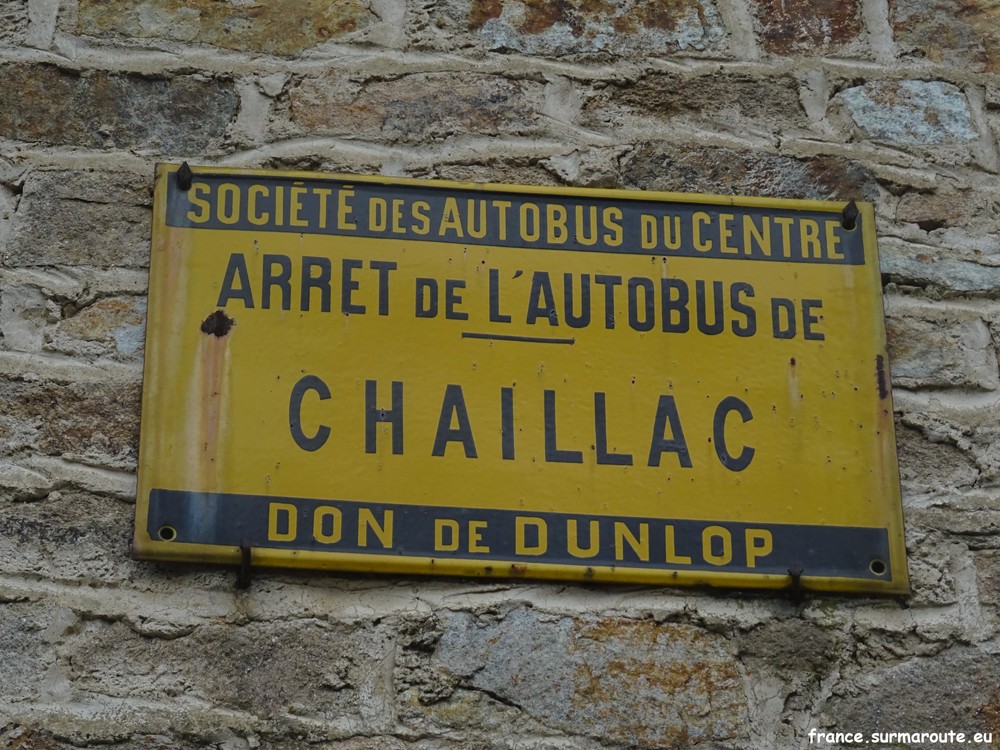 SOCIÉTÉ DES AUTOBUS DU CENTRE
ARRET DE L'AUTOBUS DE
CHAILLAC
DON DE DUNLOP
france.surmaroute.eu